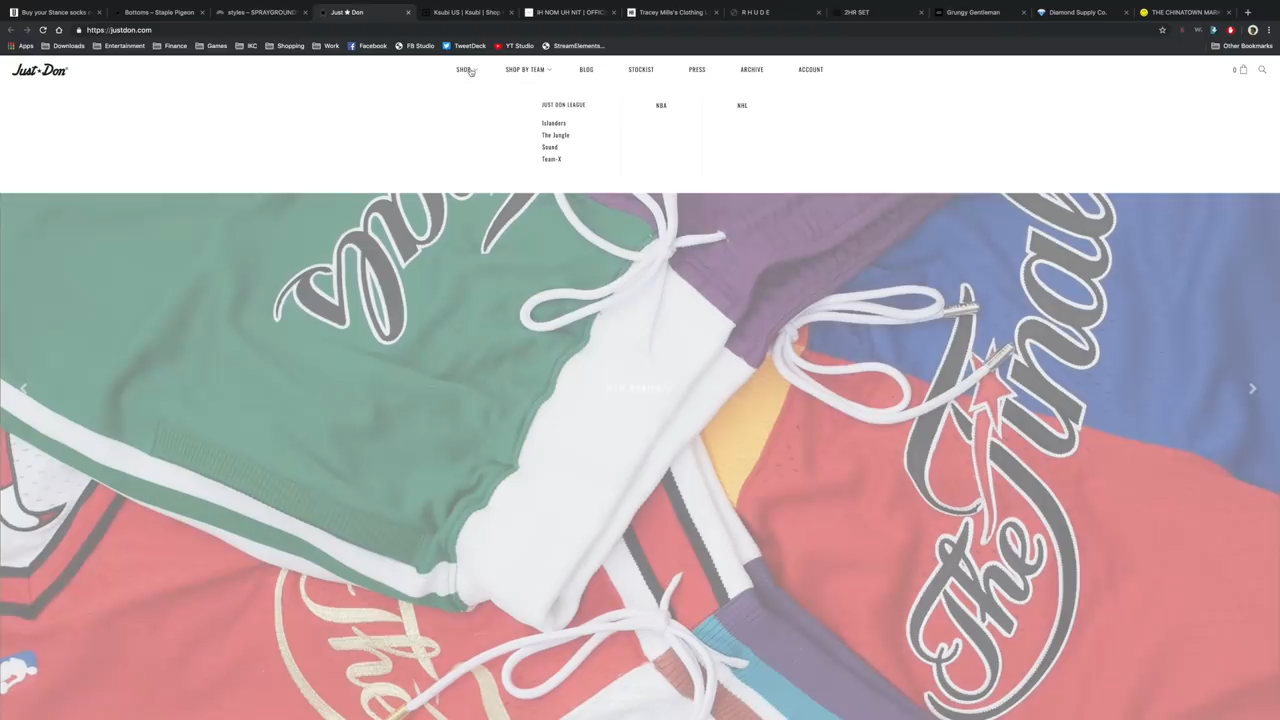 Buy your Stance socks
Bottoms – Staple Pigeon
styles – SPRAYGROUND
Just ★ Don
Ksubi US | Ksubi | Shop
IH NOM UH NIT | OFFIC
Tracey Mills's Clothing L
R H U D E
2HR SET
Grungy Gentleman
Diamond Supply Co.
THE CHINATOWN MAR
https://justdon.com
Apps
Downloads
Entertainment
Finance
Games
IKC
Shopping
Work
Facebook
FB Studio
TweetDeck
YT Studio
StreamElements...
Other Bookmarks
Just★Don
SHOP
SHOP BY TEAM
BLOG
STOCKIST
PRESS
ARCHIVE
ACCOUNT
0
JUST DON LEAGUE
NBA
NHL
Islanders
The Jungle
Sound
Team-X
The Final
The